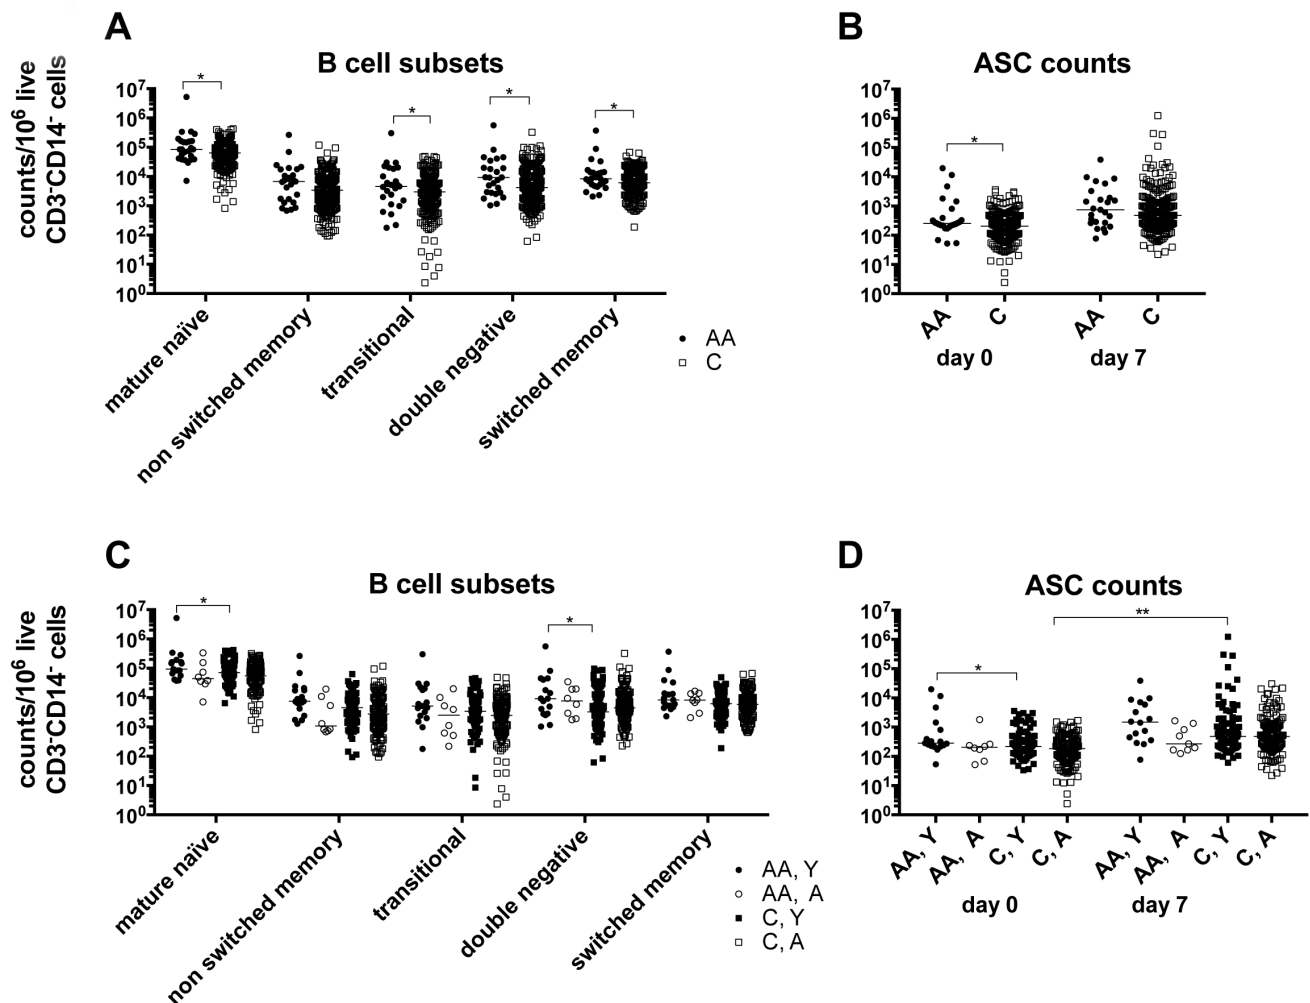 A
B cell subsets
counts/10⁶ live
CD3⁻CD14⁻ cells
10⁷
10⁶
10⁵
10⁴
10³
10²
10¹
10⁰
*
*
*
*
mature naïve
non switched memory
transitional
double negative
switched memory
AA
C
B
ASC counts
10⁷
10⁶
10⁵
10⁴
10³
10²
10¹
10⁰
*
AA
C
AA
C
day 0
day 7
C
B cell subsets
counts/10⁶ live
CD3⁻CD14⁻ cells
10⁷
10⁶
10⁵
10⁴
10³
10²
10¹
10⁰
*
*
mature naïve
non switched memory
transitional
double negative
switched memory
AA, Y
AA, A
C, Y
C, A
D
ASC counts
10⁷
10⁶
10⁵
10⁴
10³
10²
10¹
10⁰
*
**
AA, Y
AA, A
C, Y
C, A
AA, Y
AA, A
C, Y
C, A
day 0
day 7